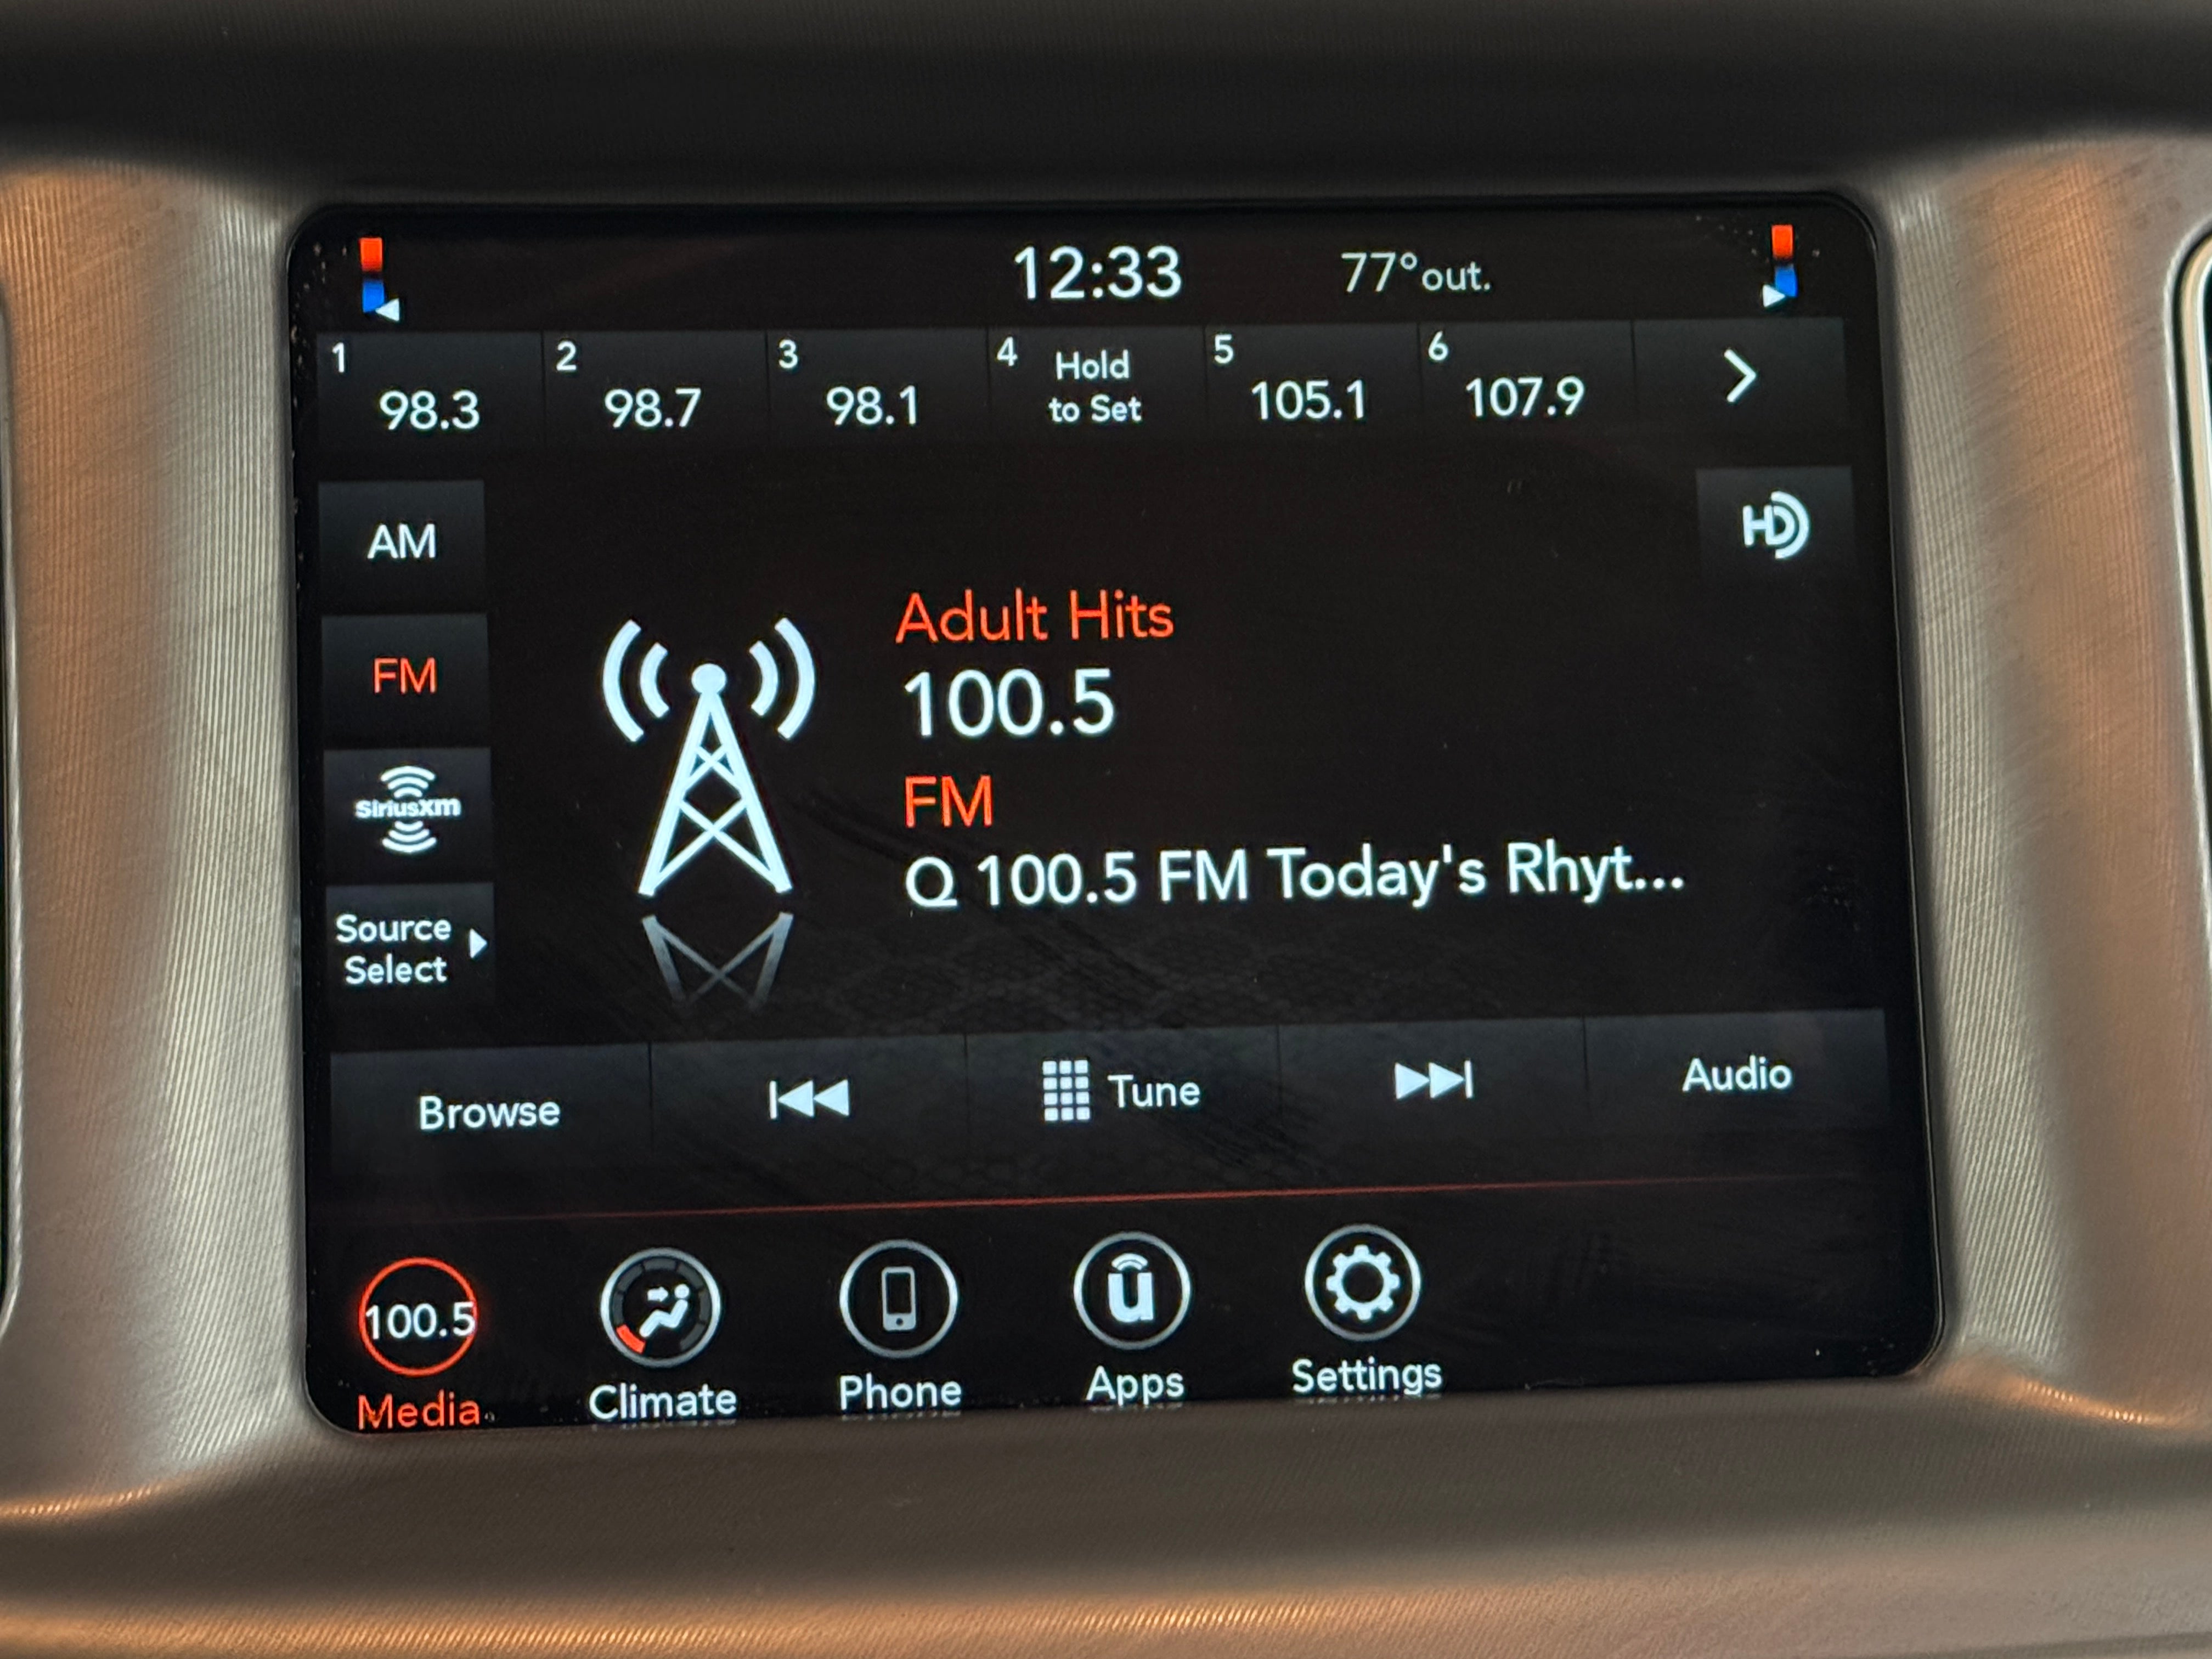 12:33 77°out.
1 98.3
2 98.7
3 98.1
4 Hold
to Set
5 105.1
6 107.9
AM
HD
FM
SiriusXM
Source
Select
Adult Hits
100.5
FM
Q 100.5 FM Today's Rhyt...
Browse
Tune
Audio
100.5
Media
Climate
Phone
u
Apps
Settings